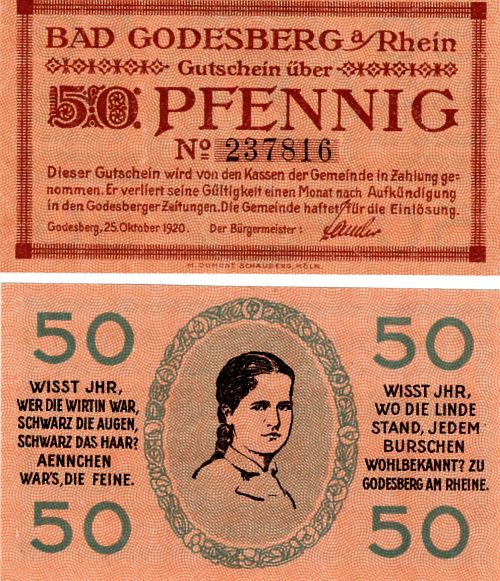 BAD GODESBERG a/Rhein
Gutschein über
50 PFENNIG
No 237816
Dieser Gutschein wird von den Kassen der Gemeinde in Zahlung ge=
nommen. Er verliert seine Gültigkeit einen Monat nach Aufkündigung
in den Godesberger Zeitungen. Die Gemeinde haftet für die Einlösung.
Godesberg, 25. Oktober 1920. Der Bürgermeister:
M. DUMONT SCHAUBERG, KÖLN.
50
50
WISST JHR,
WER DIE WIRTIN WAR,
SCHWARZ DIE AUGEN,
SCHWARZ DAS HAAR?
AENNCHEN
WAR'S, DIE FEINE.
WISST JHR,
WO DIE LINDE
STAND, JEDEM
BURSCHEN
WOHLBEKANNT? ZU
GODESBERG AM RHEINE.
50
50